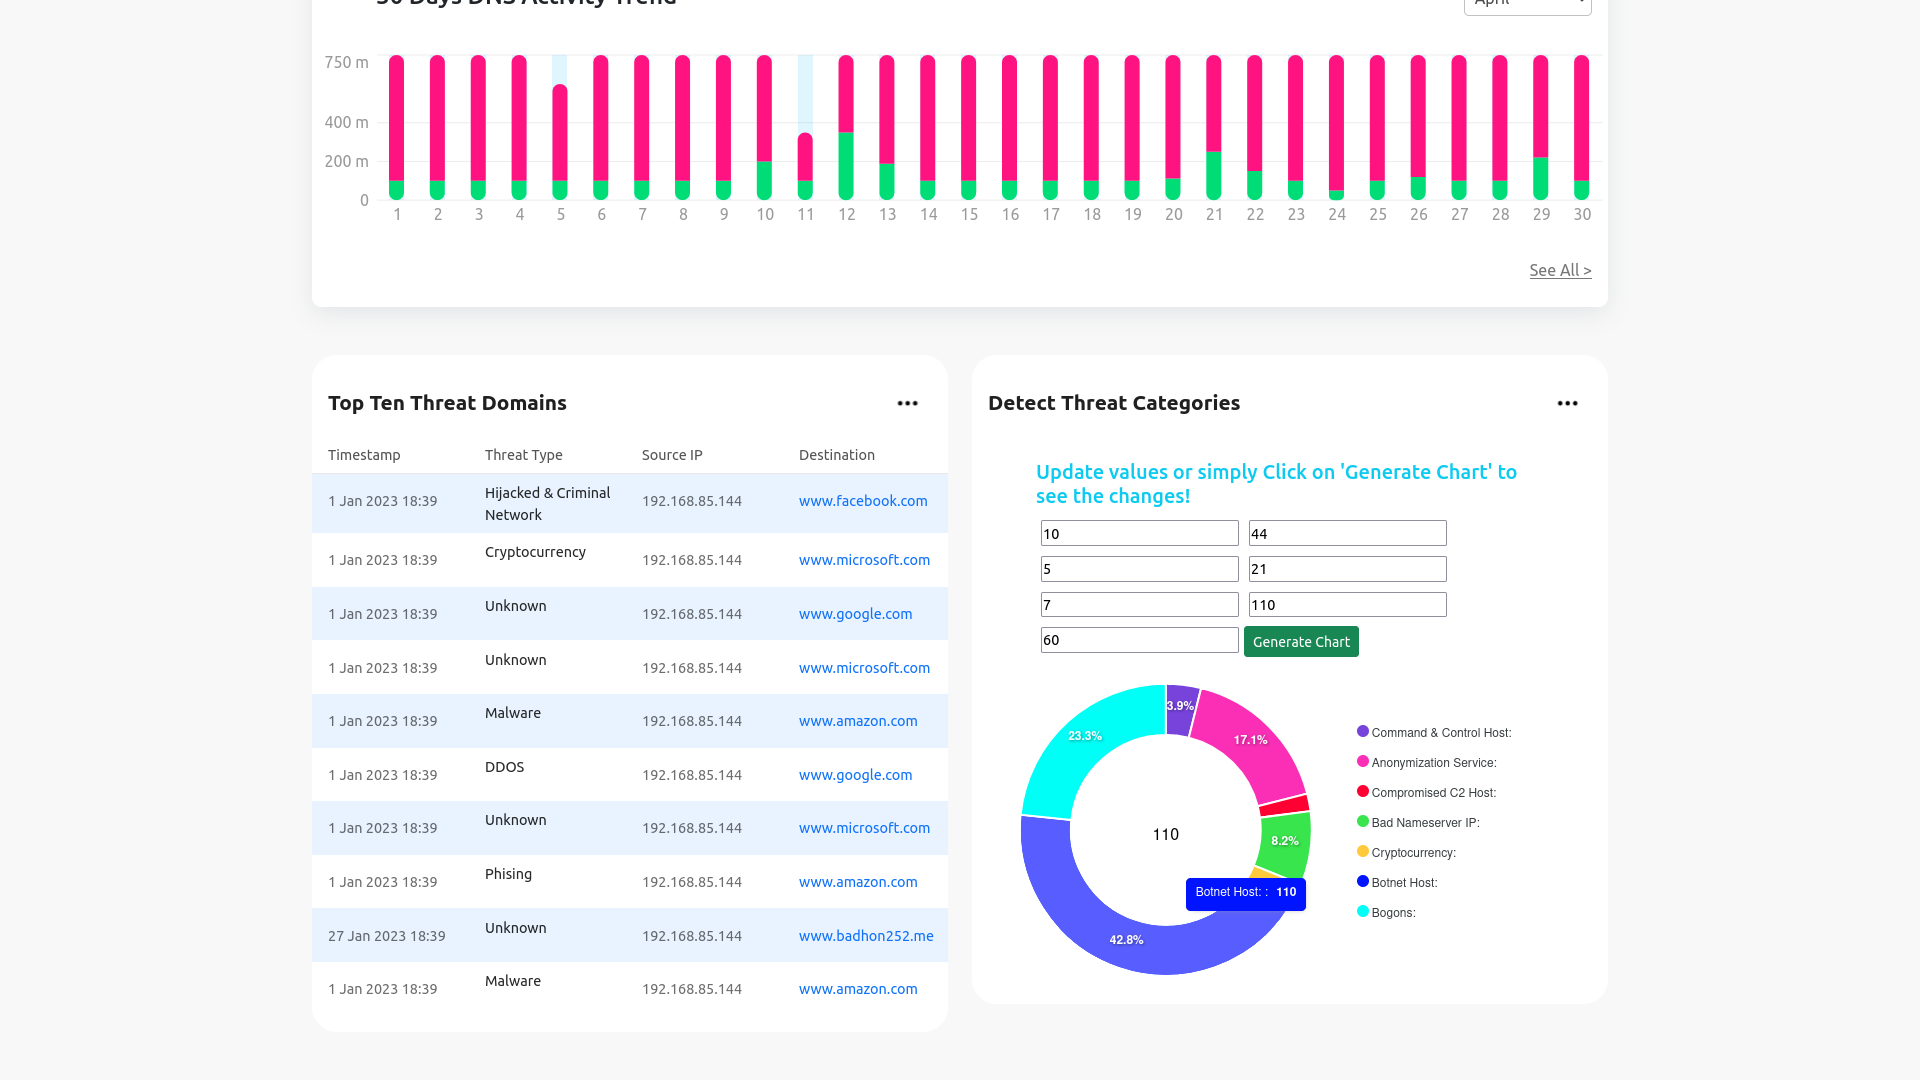 30 Days DNS Activity Trend
April
750 m
400 m
200 m
0
1 2 3 4 5 6 7 8 9 10 11 12 13 14 15 16 17 18 19 20 21 22 23 24 25 26 27 28 29 30
See All >
Top Ten Threat Domains
Timestamp Threat Type Source IP Destination
1 Jan 2023 18:39 Hijacked & Criminal Network 192.168.85.144 www.facebook.com
1 Jan 2023 18:39 Cryptocurrency 192.168.85.144 www.microsoft.com
1 Jan 2023 18:39 Unknown 192.168.85.144 www.google.com
1 Jan 2023 18:39 Unknown 192.168.85.144 www.microsoft.com
1 Jan 2023 18:39 Malware 192.168.85.144 www.amazon.com
1 Jan 2023 18:39 DDOS 192.168.85.144 www.google.com
1 Jan 2023 18:39 Unknown 192.168.85.144 www.microsoft.com
1 Jan 2023 18:39 Phising 192.168.85.144 www.amazon.com
27 Jan 2023 18:39 Unknown 192.168.85.144 www.badhon252.me
1 Jan 2023 18:39 Malware 192.168.85.144 www.amazon.com
Detect Threat Categories
Update values or simply Click on 'Generate Chart' to
see the changes!
10 44
5 21
7 110
60 Generate Chart
3.9%
17.1%
23.3%
110
8.2%
Botnet Host: : 110
42.8%
Command & Control Host:
Anonymization Service:
Compromised C2 Host:
Bad Nameserver IP:
Cryptocurrency:
Botnet Host:
Bogons: